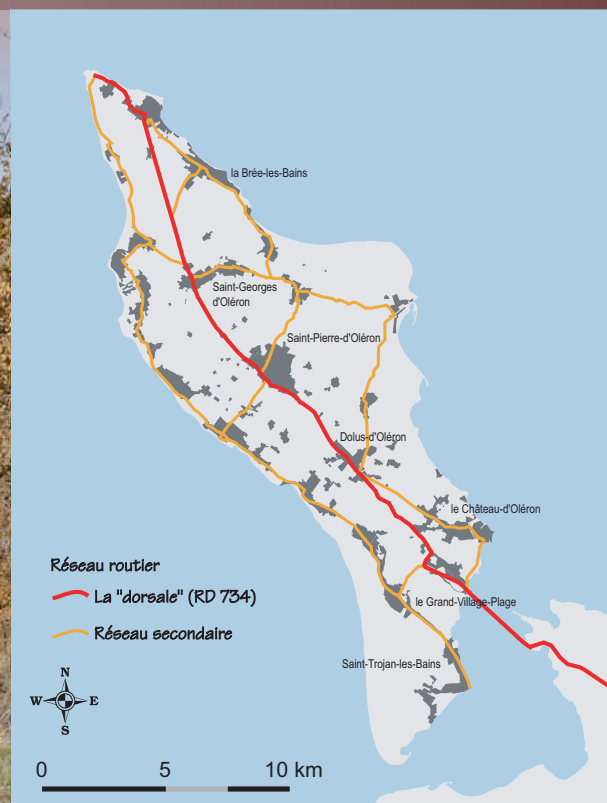 la Brée-les-Bains
Saint-Georges
d'Oléron
Saint-Pierre-d'Oléron
Dolus-d'Oléron
le Château-d'Oléron
Réseau routier
La "dorsale" (RD 734)
le Grand-Village-Plage
Réseau secondaire
Saint-Trojan-les-Bains
N
W E
S
0 5 10 km